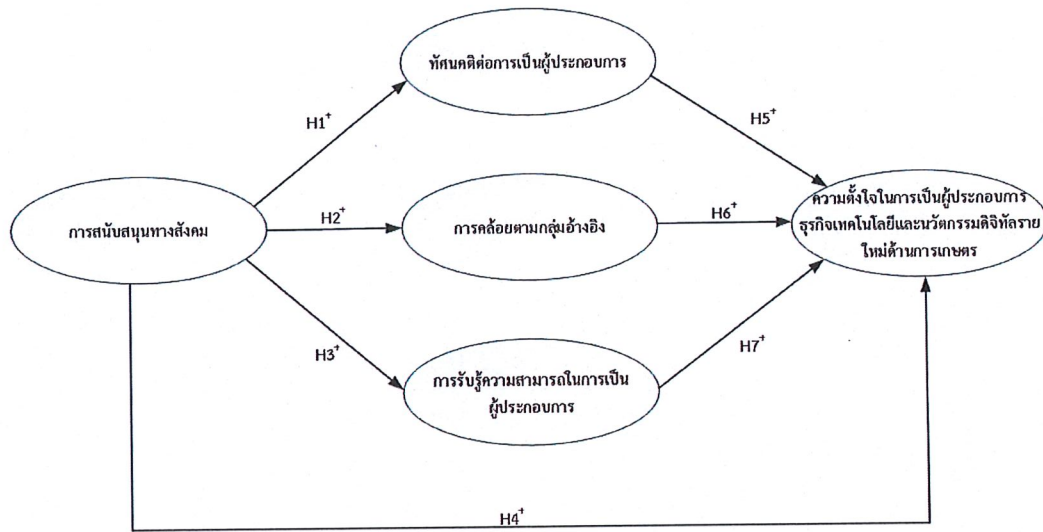 ทัศนคติต่อการเป็นผู้ประกอบการ
H1+
H5+
การสนับสนุนทางสังคม
H2+
การคล้อยตามกลุ่มอ้างอิง
H6+
ความตั้งใจในการเป็นผู้ประกอบการ
ธุรกิจเทคโนโลยีและนวัตกรรมดิจิทัลราย
ใหม่ด้านการเกษตร
H3+
การรับรู้ความสามารถในการเป็น
ผู้ประกอบการ
H7+
H4+